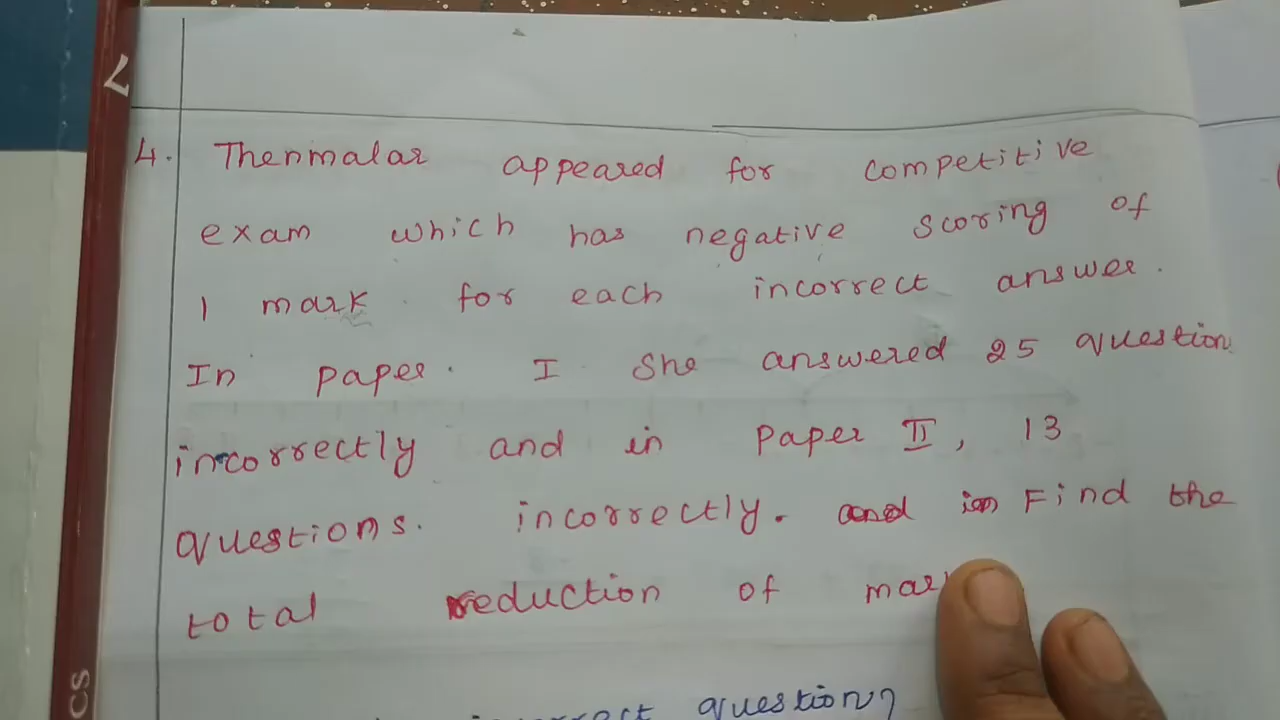 4. Thenmalar appeared for competitive
exam which has negative scoring of
1 mark for each incorrect answer.
In paper. I she answered 25 question
incorrectly and in paper II, 13
questions. incorrectly. and in Find the
total reduction of mar
question
CS